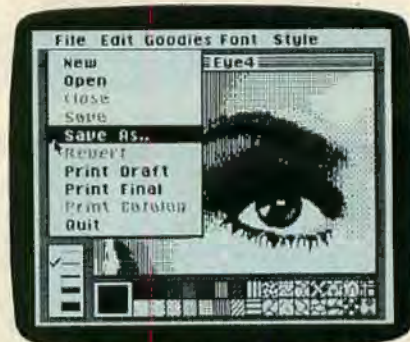 File Edit Goodies Font Style
Eye4
New
Open
Close
Save
Save As..
Revert
Print Draft
Print Final
Print Catalog
Quit